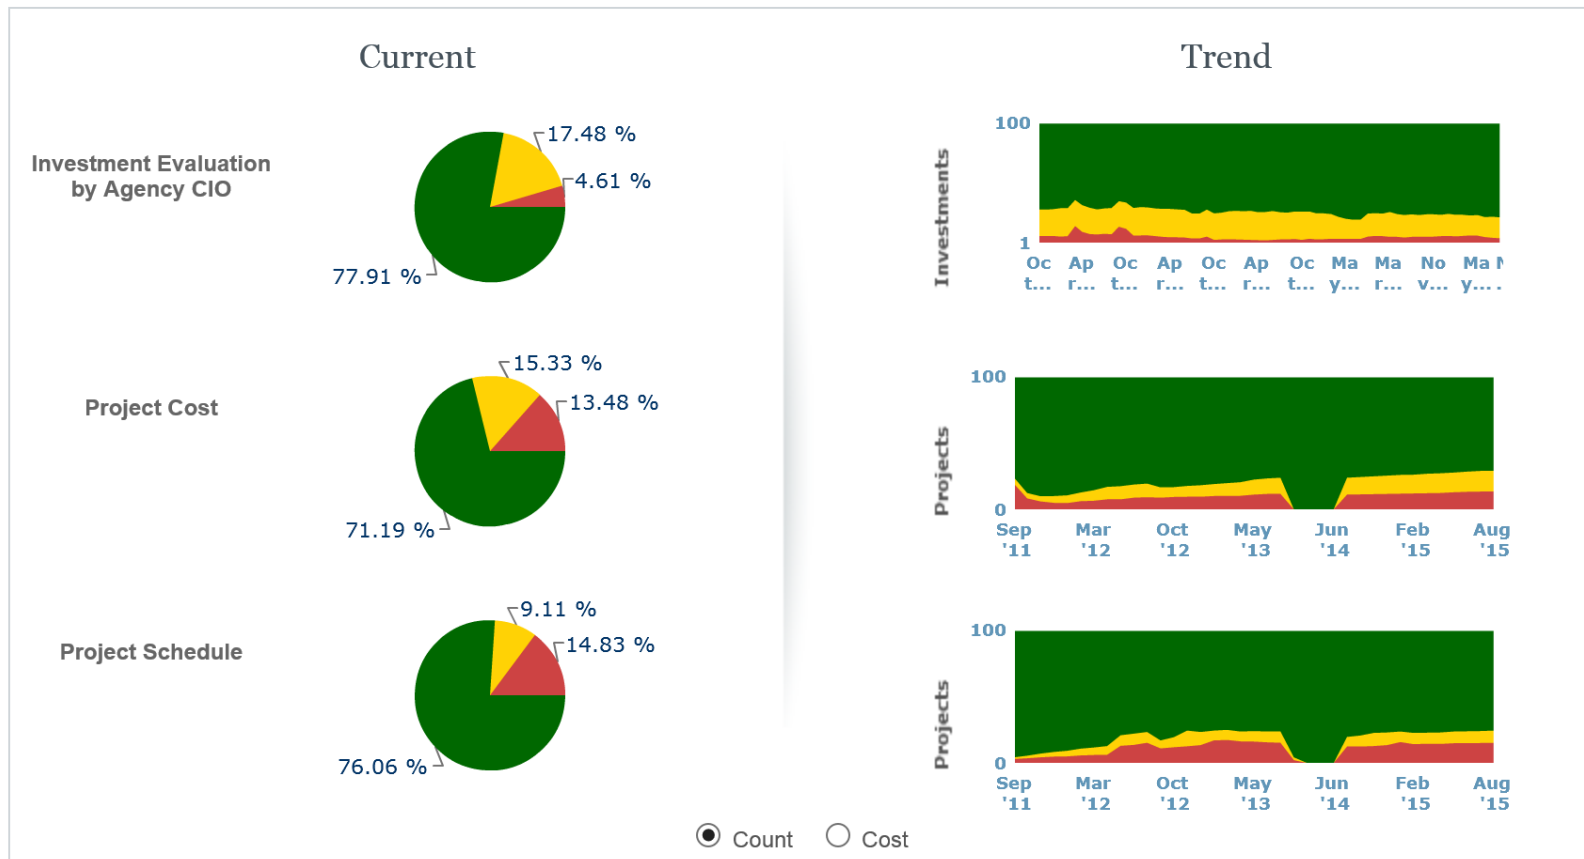 Current
Trend
Investment Evaluation
by Agency CIO
17.48 %
4.61 %
77.91 %
Investments
100
1
Oc Ap Oc Ap Oc Ap Oc Ma Ma No Ma
t... r... t... r... t... r... t... y... r... v... y... .
Project Cost
15.33 %
13.48 %
71.19 %
Projects
100
0
Sep Mar Oct May Jun Feb Aug
'11 '12 '12 '13 '14 '15 '15
Project Schedule
9.11 %
14.83 %
76.06 %
Projects
100
0
Sep Mar Oct May Jun Feb Aug
'11 '12 '12 '13 '14 '15 '15
Count
Cost